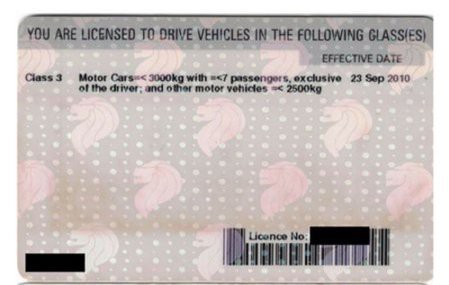 YOU ARE LICENSED TO DRIVE VEHICLES IN THE FOLLOWING GLASS(ES)
EFFECTIVE DATE
Class 3 Motor Cars=< 3000kg with =<7 passengers, exclusive 23 Sep 2010
of the driver; and other motor vehicles =< 2500kg
Licence No: